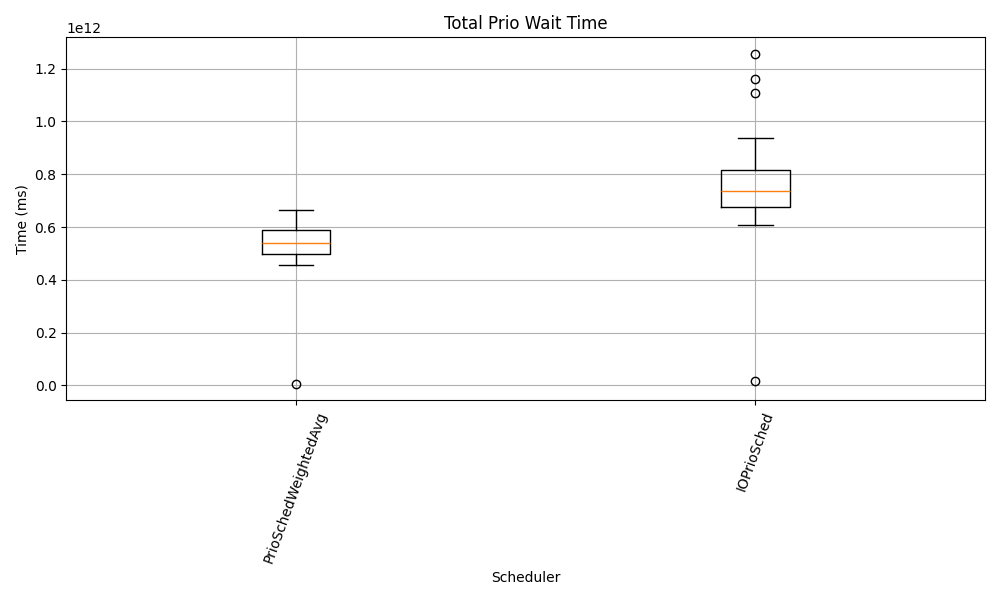 Total Prio Wait Time
1e12
1.2
1.0
0.8
0.6
0.4
0.2
0.0
Time (ms)
PrioSchedWeightedAvg
IOPrioSched
Scheduler